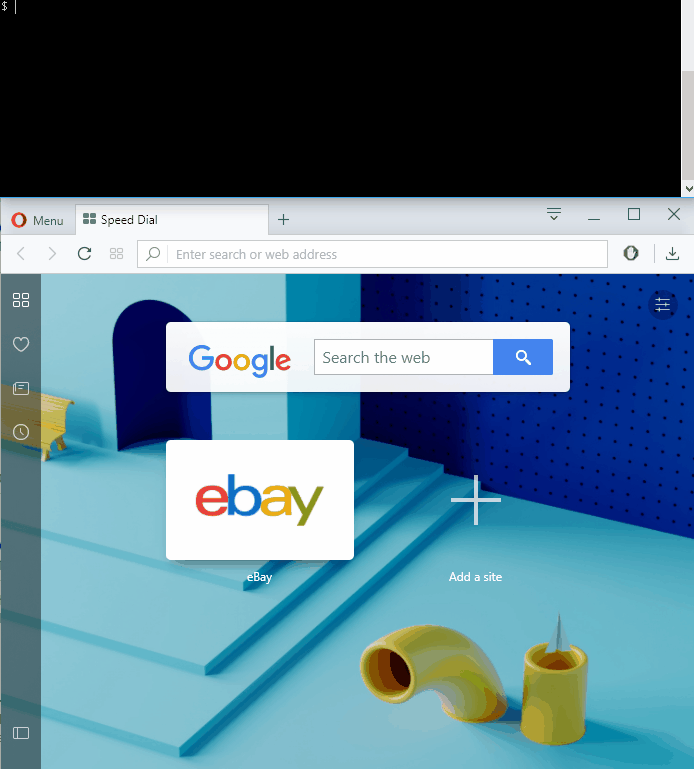 $
Menu
Speed Dial
Enter search or web address
Google
Search the web
ebay
eBay
Add a site